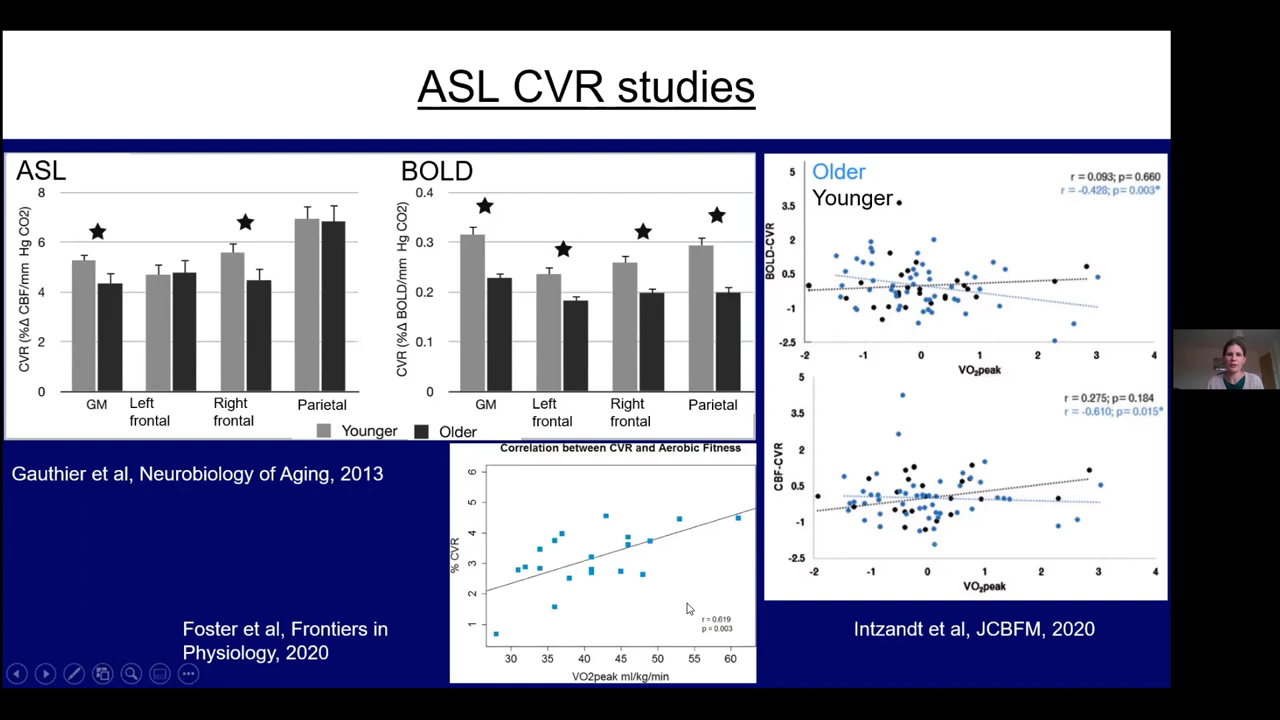 ASL CVR studies
ASL
CVR (%Δ CBF/mm Hg CO2)
8
6
4
2
0
GM
Left
frontal
Right
frontal
Parietal
BOLD
CVR (%Δ BOLD/mm Hg CO2)
0.4
0.3
0.2
0.1
0
GM
Left
frontal
Right
frontal
Parietal
Younger
Older
Gauthier et al, Neurobiology of Aging, 2013
Correlation between CVR and Aerobic Fitness
% CVR
6
5
4
3
2
1
r = 0.619
p = 0.003
30 35 40 45 50 55 60
VO2peak ml/kg/min
Foster et al, Frontiers in
Physiology, 2020
Older
Younger
r = 0.093; p= 0.660
r = -0.428; p= 0.003*
BOLD-CVR
5
3.5
2
0.5
-1
-2.5
-2 -1 0 1 2 3 4
VO₂peak
r = 0.275; p= 0.184
r = -0.610; p= 0.015*
CBF-CVR
5
3.5
2
0.5
-1
-2.5
-2 -1 0 1 2 3 4
VO₂peak
Intzandt et al, JCBFM, 2020